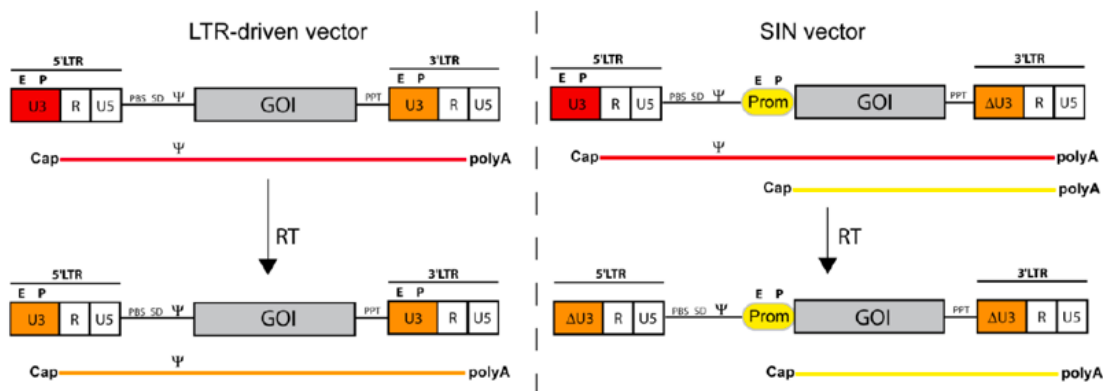 LTR-driven vector
5'LTR
3'LTR
E P
E P
U3 R U5 PBS SD Ψ GOI PPT U3 R U5
Ψ
Cap polyA
RT
5'LTR
3'LTR
E P
U3 R U5 PBS SD Ψ GOI PPT U3 R U5
Ψ
Cap polyA
SIN vector
5'LTR
3'LTR
E P
E P
U3 R U5 PBS SD Ψ Prom GOI PPT ΔU3 R U5
Ψ
Cap polyA
Cap polyA
RT
5'LTR
3'LTR
E P
ΔU3 R U5 PBS SD Ψ Prom GOI PPT ΔU3 R U5
Cap polyA